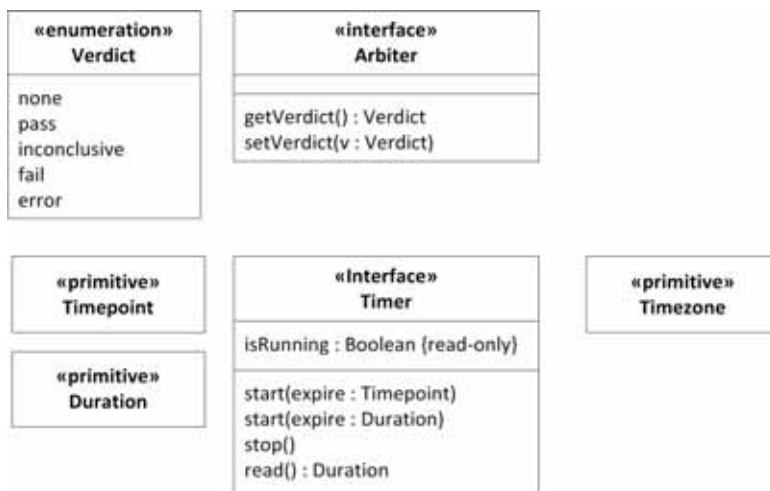 «enumeration»
Verdict
none
pass
inconclusive
fail
error
«interface»
Arbiter
getVerdict() : Verdict
setVerdict(v : Verdict)
«primitive»
Timepoint
«primitive»
Duration
«Interface»
Timer
isRunning : Boolean {read-only}
start(expire : Timepoint)
start(expire : Duration)
stop()
read() : Duration
«primitive»
Timezone